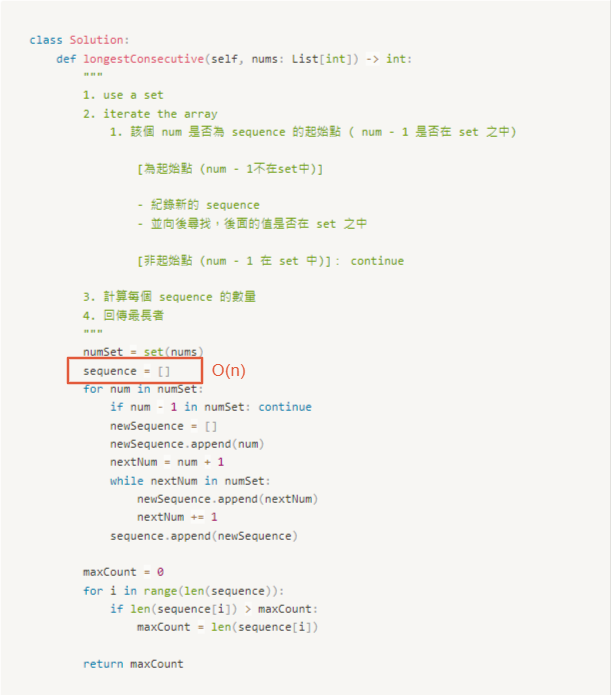 class Solution:
def longestConsecutive(self, nums: List[int]) -> int:
"""
1. use a set
2. iterate the array
1. 該個 num 是否為 sequence 的起始點 ( num - 1 是否在 set 之中)
[為起始點 (num - 1不在set中)]
- 紀錄新的 sequence
- 並向後尋找，後面的值是否在 set 之中
[非起始點 (num - 1 在 set 中)]： continue
3. 計算每個 sequence 的數量
4. 回傳最長者
"""
numSet = set(nums)
sequence = [] O(n)
for num in numSet:
if num - 1 in numSet: continue
newSequence = []
newSequence.append(num)
nextNum = num + 1
while nextNum in numSet:
newSequence.append(nextNum)
nextNum += 1
sequence.append(newSequence)
maxCount = 0
for i in range(len(sequence)):
if len(sequence[i]) > maxCount:
maxCount = len(sequence[i])
return maxCount